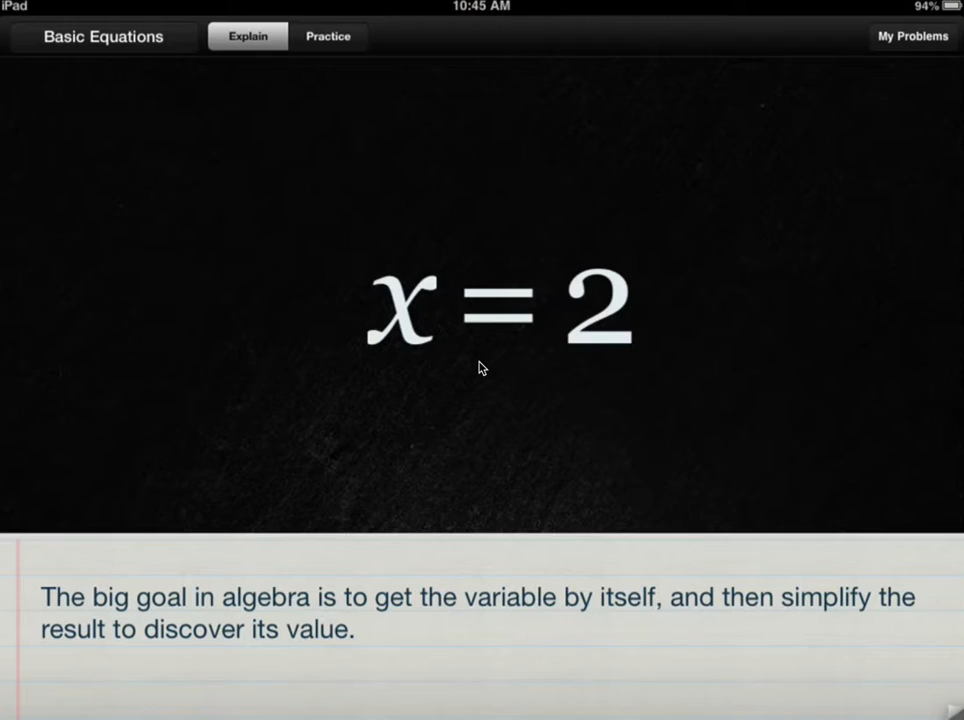 iPad 10:45 AM 94%
Basic Equations Explain Practice My Problems
x = 2
The big goal in algebra is to get the variable by itself, and then simplify the
result to discover its value.